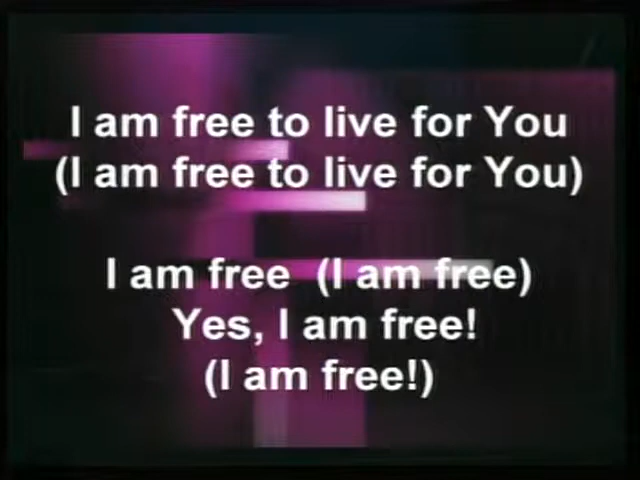 I am free to live for You
(I am free to live for You)
I am free (I am free)
Yes, I am free!
(I am free!)